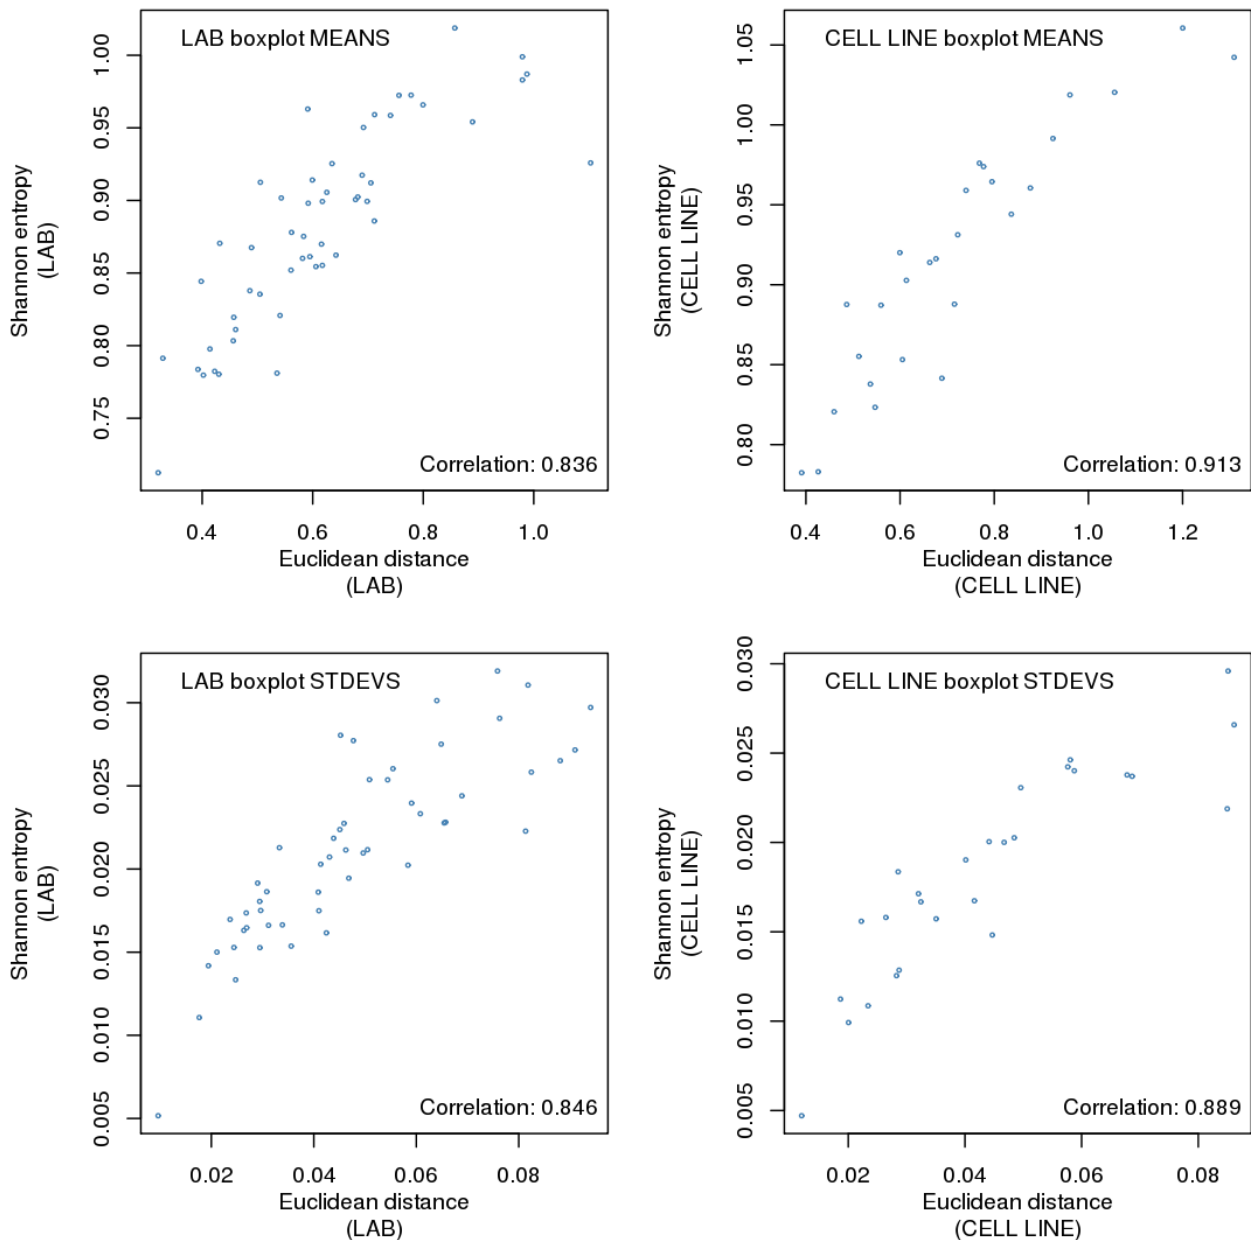 LAB boxplot MEANS
Shannon entropy
(LAB)
0.75 0.80 0.85 0.90 0.95 1.00
Correlation: 0.836
0.4 0.6 0.8 1.0
Euclidean distance
(LAB)
CELL LINE boxplot MEANS
Shannon entropy
(CELL LINE)
0.80 0.85 0.90 0.95 1.00 1.05
Correlation: 0.913
0.4 0.6 0.8 1.0 1.2
Euclidean distance
(CELL LINE)
LAB boxplot STDEVS
Shannon entropy
(LAB)
0.005 0.010 0.015 0.020 0.025 0.030
Correlation: 0.846
0.02 0.04 0.06 0.08
Euclidean distance
(LAB)
CELL LINE boxplot STDEVS
Shannon entropy
(CELL LINE)
0.005 0.010 0.015 0.020 0.025 0.030
Correlation: 0.889
0.02 0.04 0.06 0.08
Euclidean distance
(CELL LINE)